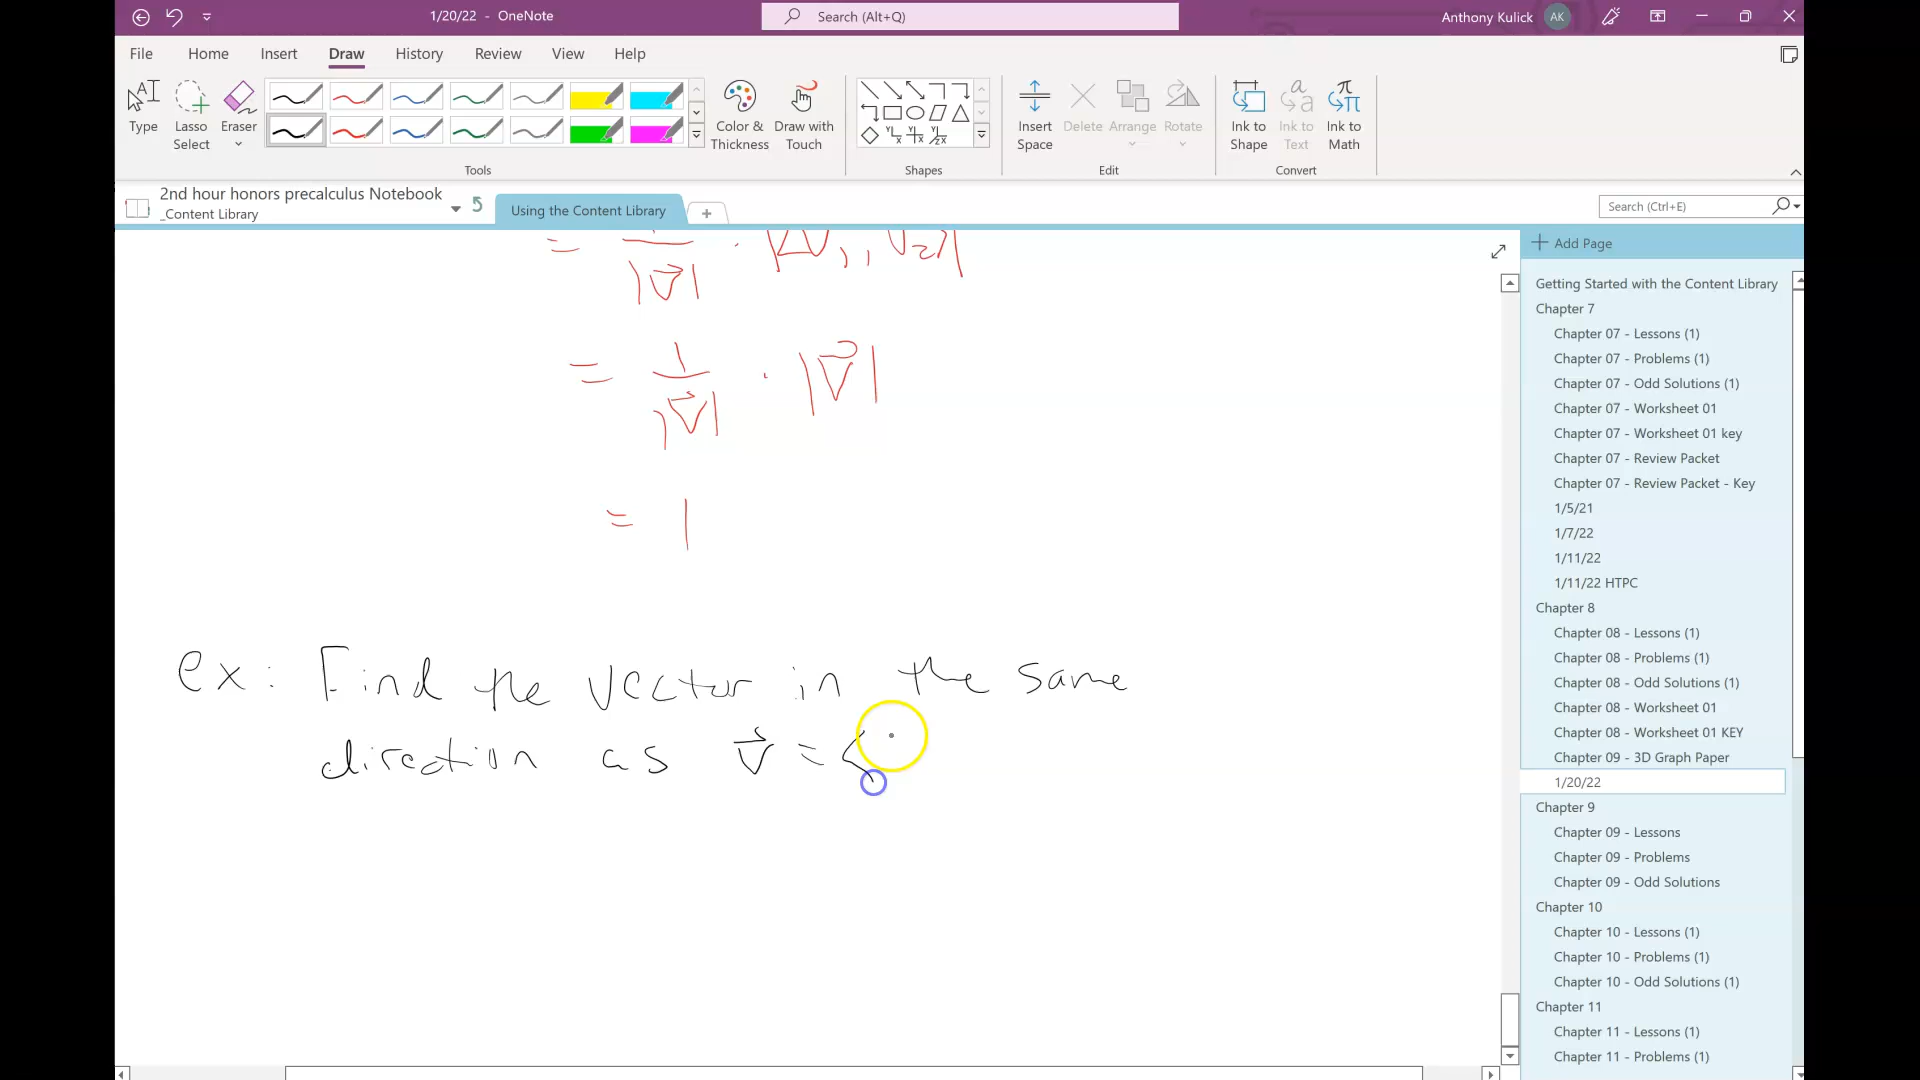 1/20/22 - OneNote
Search (Alt+Q)
Anthony Kulick
AK
File Home Insert Draw History Review View Help
Type
Lasso Select
Eraser
Color & Thickness
Draw with Touch
Insert Space
Delete
Arrange
Rotate
Ink to Shape
Ink to Text
Ink to Math
Tools
Shapes
Edit
Convert
2nd hour honors precalculus Notebook
_Content Library
Using the Content Library
Search (Ctrl+E)
= 1/|v⃗| · |<v₁, v₂>|
= 1/|v⃗| · |v⃗|
= 1
ex: Find the vector in the same
direction as v⃗ = <
Add Page
Getting Started with the Content Library
Chapter 7
Chapter 07 - Lessons (1)
Chapter 07 - Problems (1)
Chapter 07 - Odd Solutions (1)
Chapter 07 - Worksheet 01
Chapter 07 - Worksheet 01 key
Chapter 07 - Review Packet
Chapter 07 - Review Packet - Key
1/5/21
1/7/22
1/11/22
1/11/22 HTPC
Chapter 8
Chapter 08 - Lessons (1)
Chapter 08 - Problems (1)
Chapter 08 - Odd Solutions (1)
Chapter 08 - Worksheet 01
Chapter 08 - Worksheet 01 KEY
Chapter 09 - 3D Graph Paper
1/20/22
Chapter 9
Chapter 09 - Lessons
Chapter 09 - Problems
Chapter 09 - Odd Solutions
Chapter 10
Chapter 10 - Lessons (1)
Chapter 10 - Problems (1)
Chapter 10 - Odd Solutions (1)
Chapter 11
Chapter 11 - Lessons (1)
Chapter 11 - Problems (1)